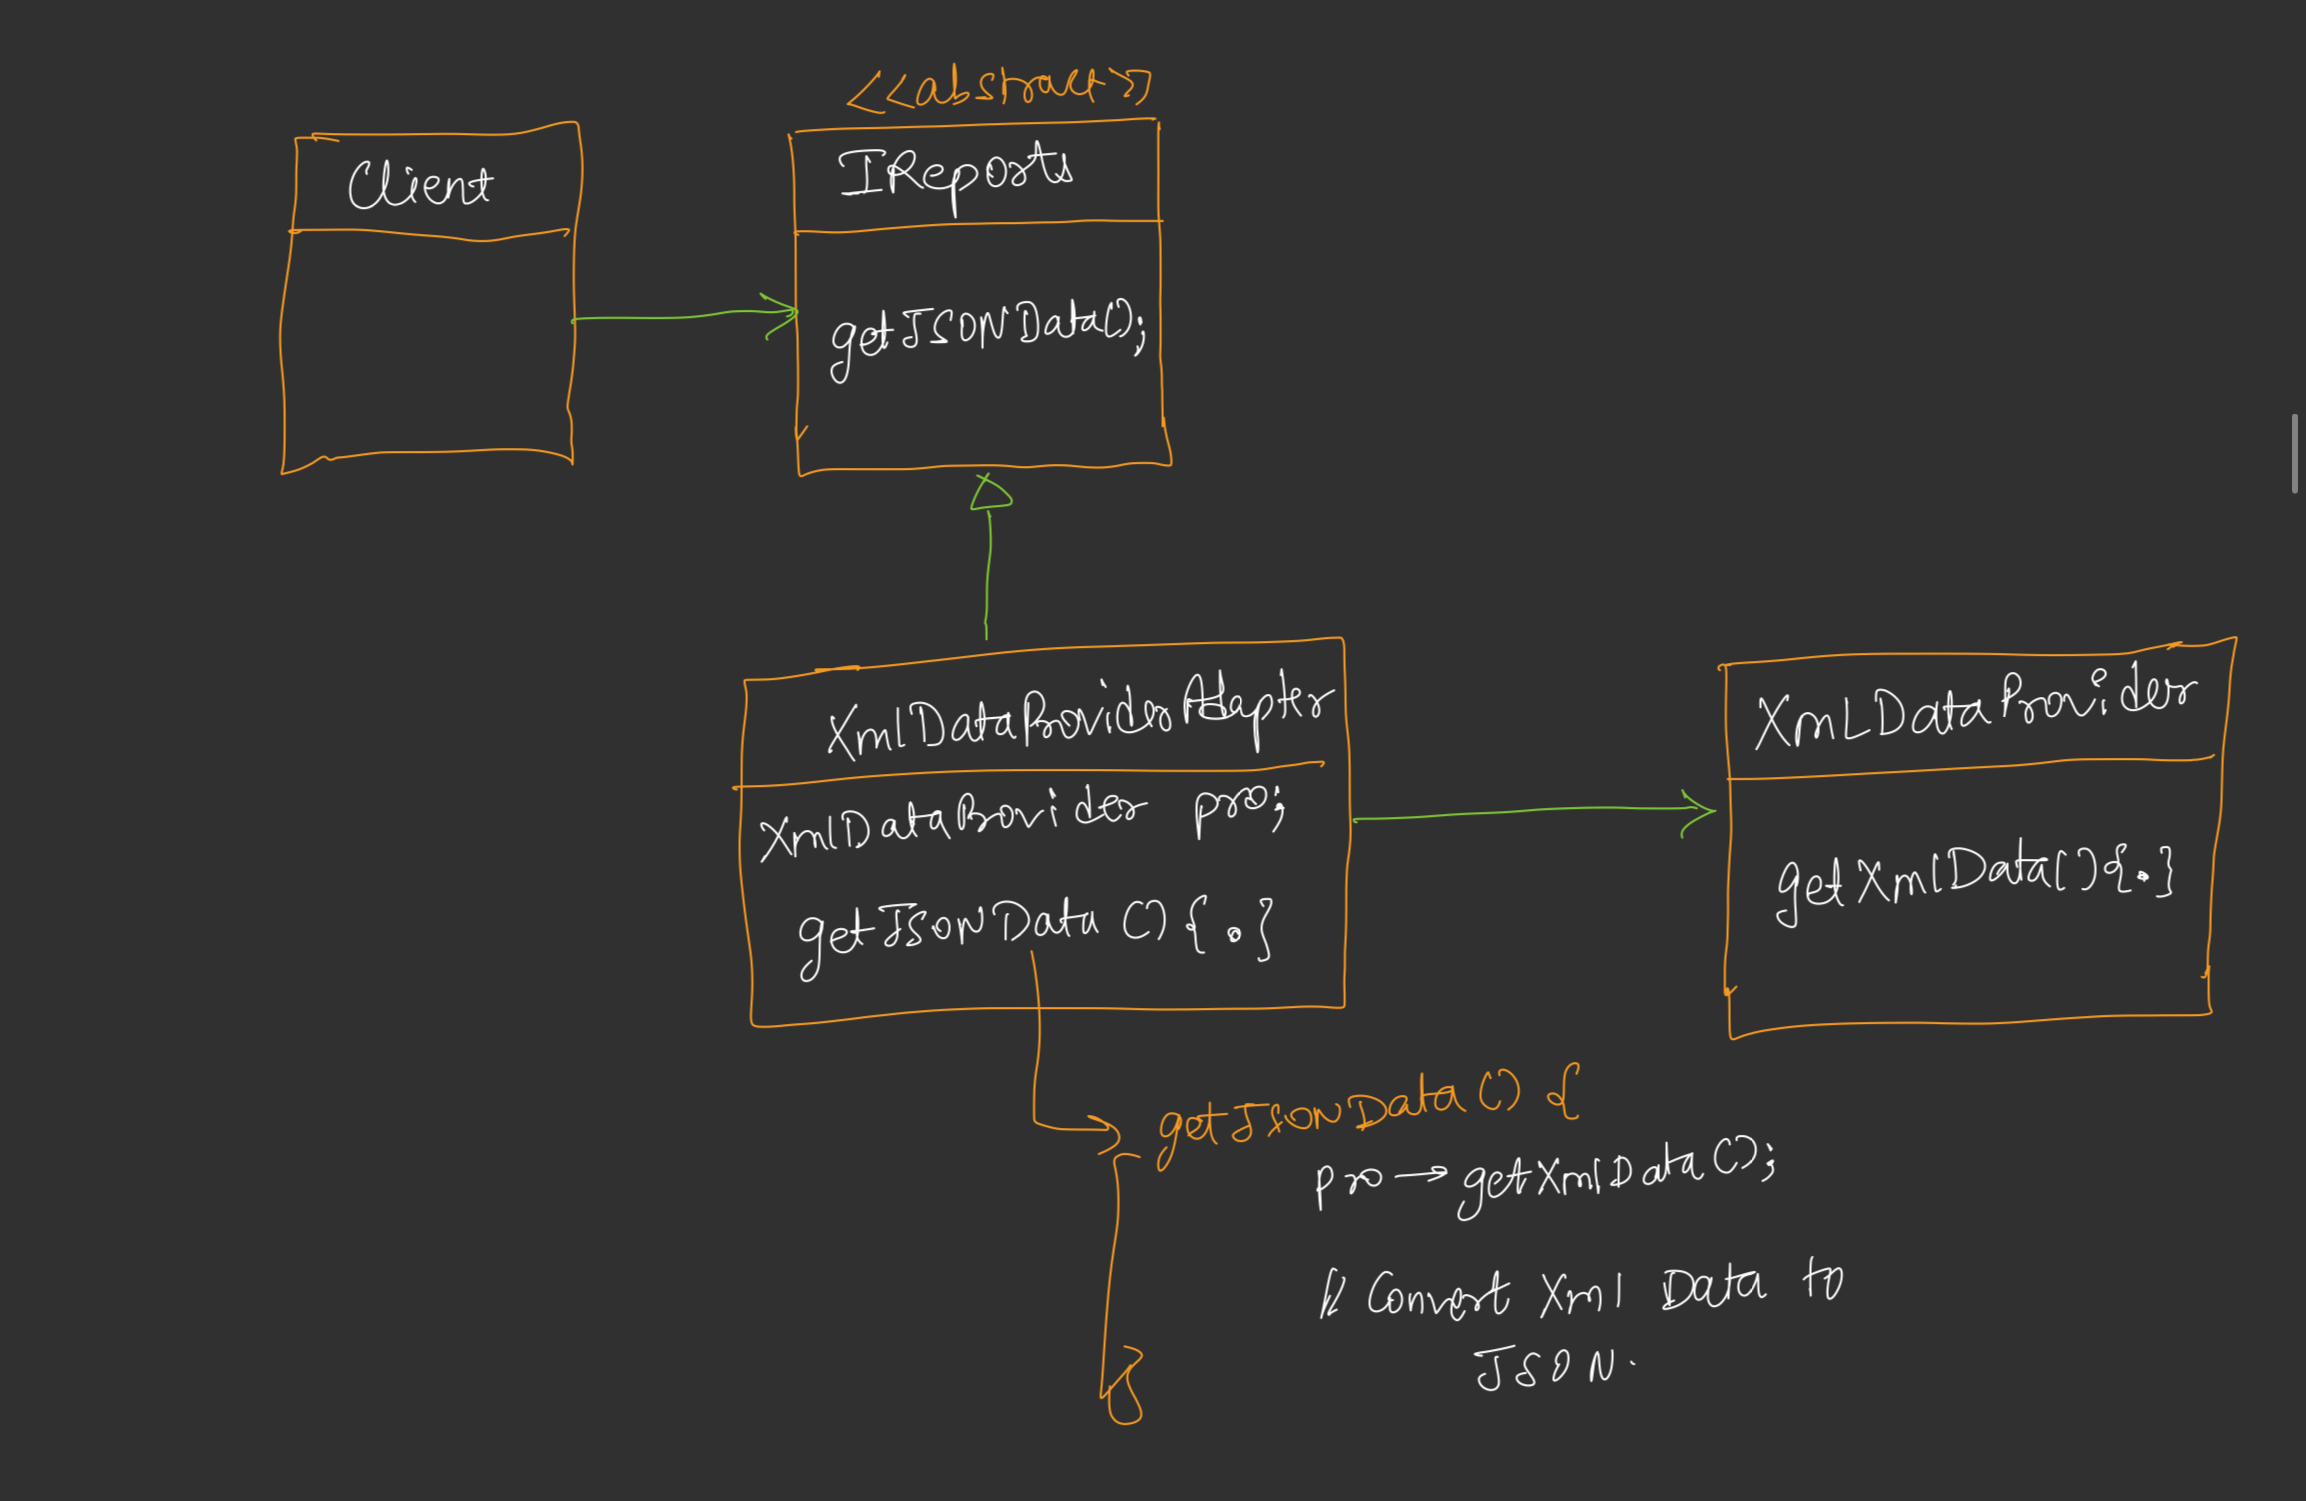 <<abstract>>
Client
IReports
getJSONData();
XmlDataProviderAdapter
XmlDataProvider pro;
getJSONData() { . }
XmLDataProvider
getXmlData() { . }
getJSONData() {
pro → getXmlData();
// Convert Xml Data to
JSON.
}